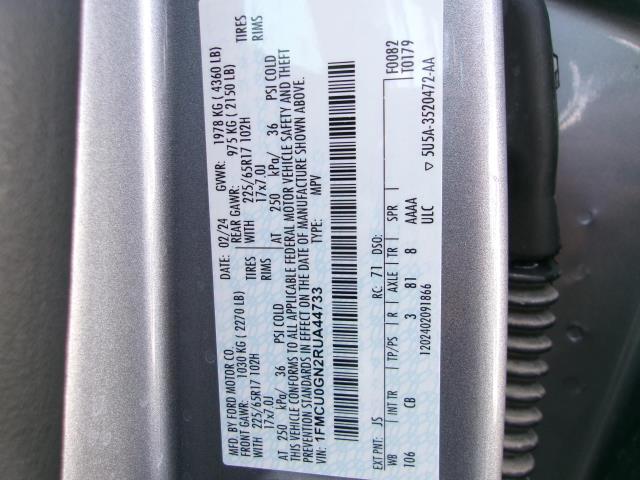 MFD. BY FORD MOTOR CO.
DATE: 02/24 GVWR: 1978 KG ( 4360 LB)
FRONT GAWR: 1030 KG ( 2270 LB) REAR GAWR: 975 KG ( 2150 LB)
WITH 225/65R17 102H TIRES WITH 225/65R17 102H TIRES
17x7.0J RIMS 17x7.0J RIMS
AT 250 kPa/ 36 PSI COLD AT 250 kPa/ 36 PSI COLD
THIS VEHICLE CONFORMS TO ALL APPLICABLE FEDERAL MOTOR VEHICLE SAFETY AND THEFT
PREVENTION STANDARDS IN EFFECT ON THE DATE OF MANUFACTURE SHOWN ABOVE.
VIN: 1FMCU0GN2RUA44733 TYPE: MPV
F0082
EXT PNT: JS RC: 71 DSO: T0179
WB INT TR TP/PS R AXLE TR SPR ▽ 5U5A-3520472-AA
106 CB 3 81 8 AAAA
1202402091866 ULC